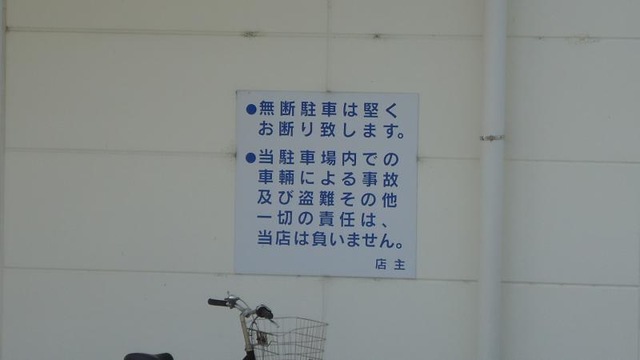 ●無断駐車は堅く
お断り致します。
●当駐車場内での
車輛による事故
及び盗難その他
一切の責任は、
当店は負いません。
店主